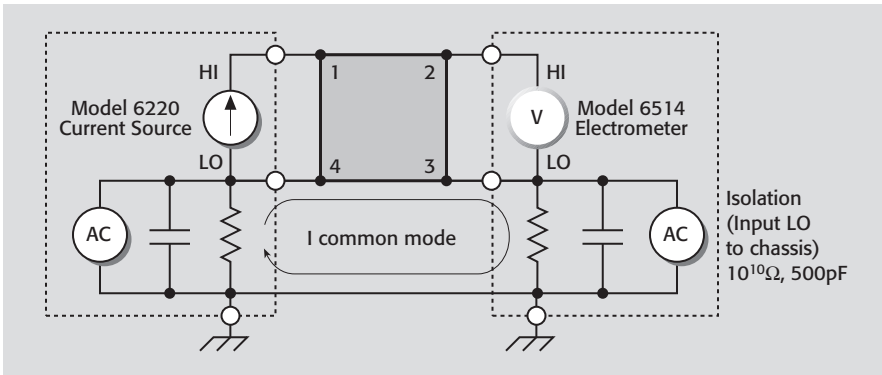 HI
1
2
HI
Model 6220
Current Source
V
Model 6514
Electrometer
LO
4
3
LO
AC
I common mode
AC
Isolation
(Input LO
to chassis)
10¹⁰Ω, 500pF